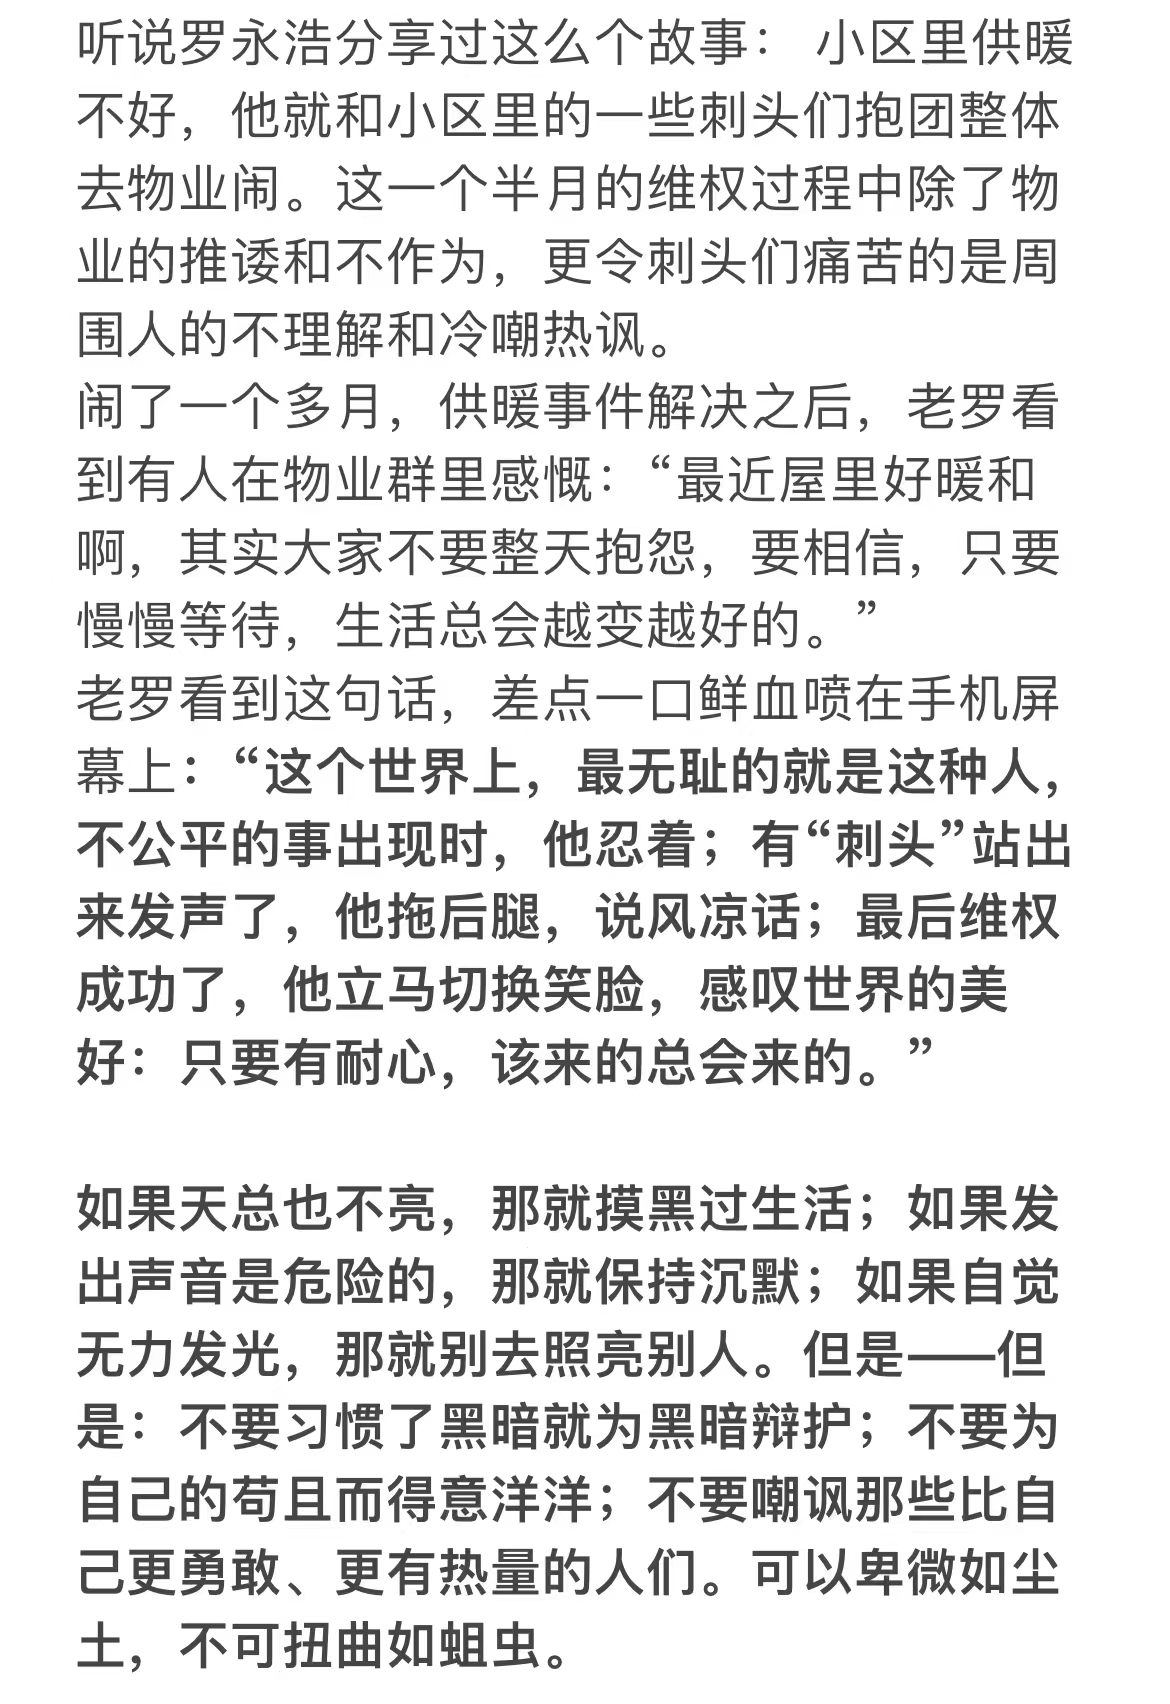 听说罗永浩分享过这么个故事： 小区里供暖
不好，他就和小区里的一些刺头们抱团整体
去物业闹。这一个半月的维权过程中除了物
业的推诿和不作为，更令刺头们痛苦的是周
围人的不理解和冷嘲热讽。
闹了一个多月，供暖事件解决之后，老罗看
到有人在物业群里感慨：“最近屋里好暖和
啊，其实大家不要整天抱怨，要相信，只要
慢慢等待，生活总会越变越好的。”
老罗看到这句话，差点一口鲜血喷在手机屏
幕上：“这个世界上，最无耻的就是这种人，
不公平的事出现时，他忍着；有“刺头”站出
来发声了，他拖后腿，说风凉话；最后维权
成功了，他立马切换笑脸，感叹世界的美
好：只要有耐心，该来的总会来的。”
如果天总也不亮，那就摸黑过生活；如果发
出声音是危险的，那就保持沉默；如果自觉
无力发光，那就别去照亮别人。但是——但
是：不要习惯了黑暗就为黑暗辩护；不要为
自己的苟且而得意洋洋；不要嘲讽那些比自
己更勇敢、更有热量的人们。可以卑微如尘
土，不可扭曲如蛆虫。